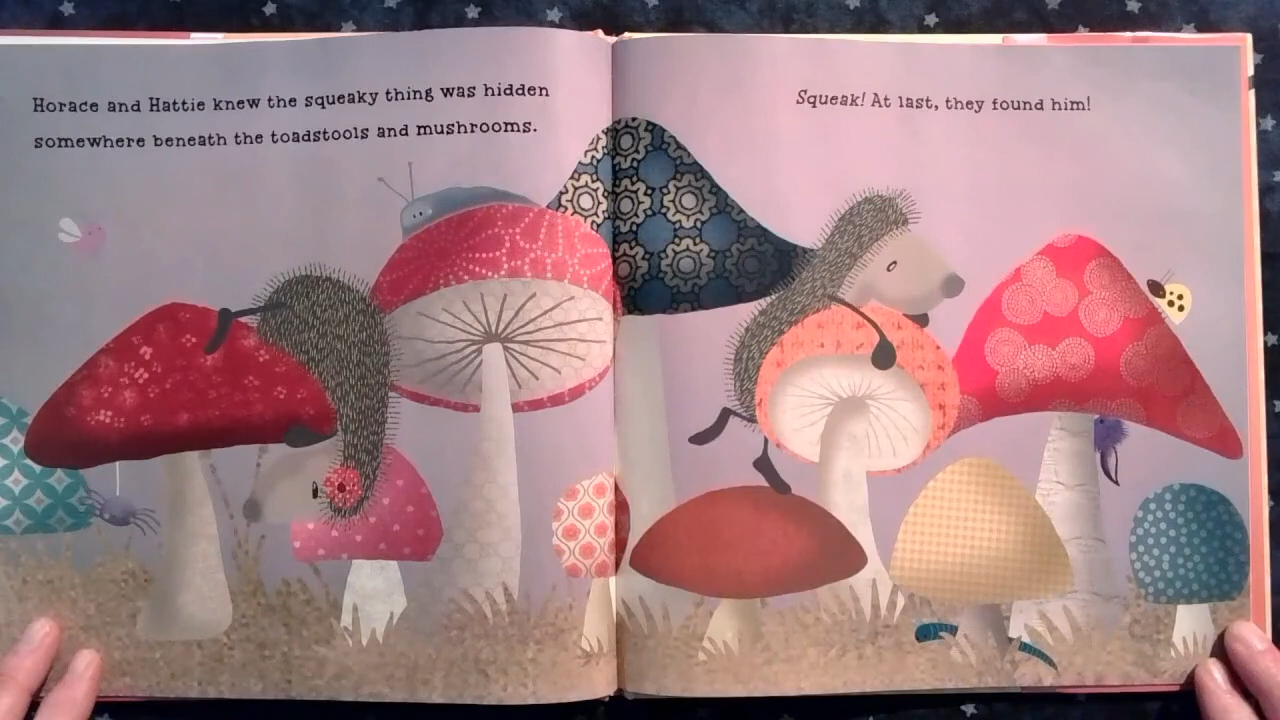 Horace and Hattie knew the squeaky thing was hidden
somewhere beneath the toadstools and mushrooms.
Squeak! At last, they found him!